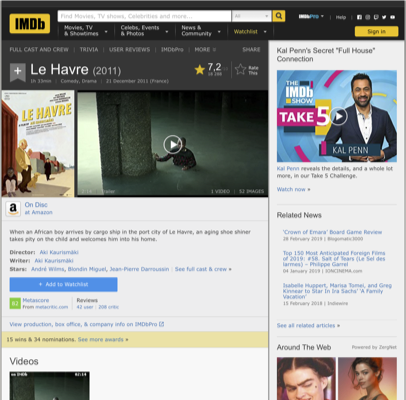 IMDb
Find Movies, TV shows, Celebrities and more...
All
Movies, TV & Showtimes
Celebs, Events & Photos
News & Community
Watchlist
IMDbPro
Help
Sign in
FULL CAST AND CREW | TRIVIA | USER REVIEWS | IMDbPro | MORE
SHARE
Le Havre (2011)
1h 33min | Comedy, Drama | 21 December 2011 (France)
7,2
Rate This
LE HAVRE
1 VIDEO | 52 IMAGES
On Disc
at Amazon
When an African boy arrives by cargo ship in the port city of Le Havre, an aging shoe shiner
takes pity on the child and welcomes him into his home.
Director: Aki Kaurismäki
Writer: Aki Kaurismäki
Stars: André Wilms, Blondin Miguel, Jean-Pierre Darroussin | See full cast & crew »
+ Add to Watchlist
Metascore
From metacritic.com
Reviews
42 user | 208 critic
View production, box office, & company info on IMDbPro
15 wins & 34 nominations. See more awards »
Videos
Kal Penn's Secret "Full House"
Connection
THE IMDb SHOW
TAKE 5
KAL PENN
Kal Penn reveals the details, and a whole lot
more, in our Take 5 Challenge.
Watch now »
Related News
'Crown of Emara' Board Game Review
28 February 2019 | Blogomatic3000
Top 150 Most Anticipated Foreign Films
of 2019: #58. Salt of Tears (Le Sel des
larmes) – Philippe Garrel
04 January 2019 | IONCINEMA.com
Isabelle Huppert, Marisa Tomei, and Greg
Kinnear to Star In Ira Sachs' 'A Family
Vacation'
15 February 2018 | Indiewire
See all related articles »
Around The Web
Powered by ZergNet